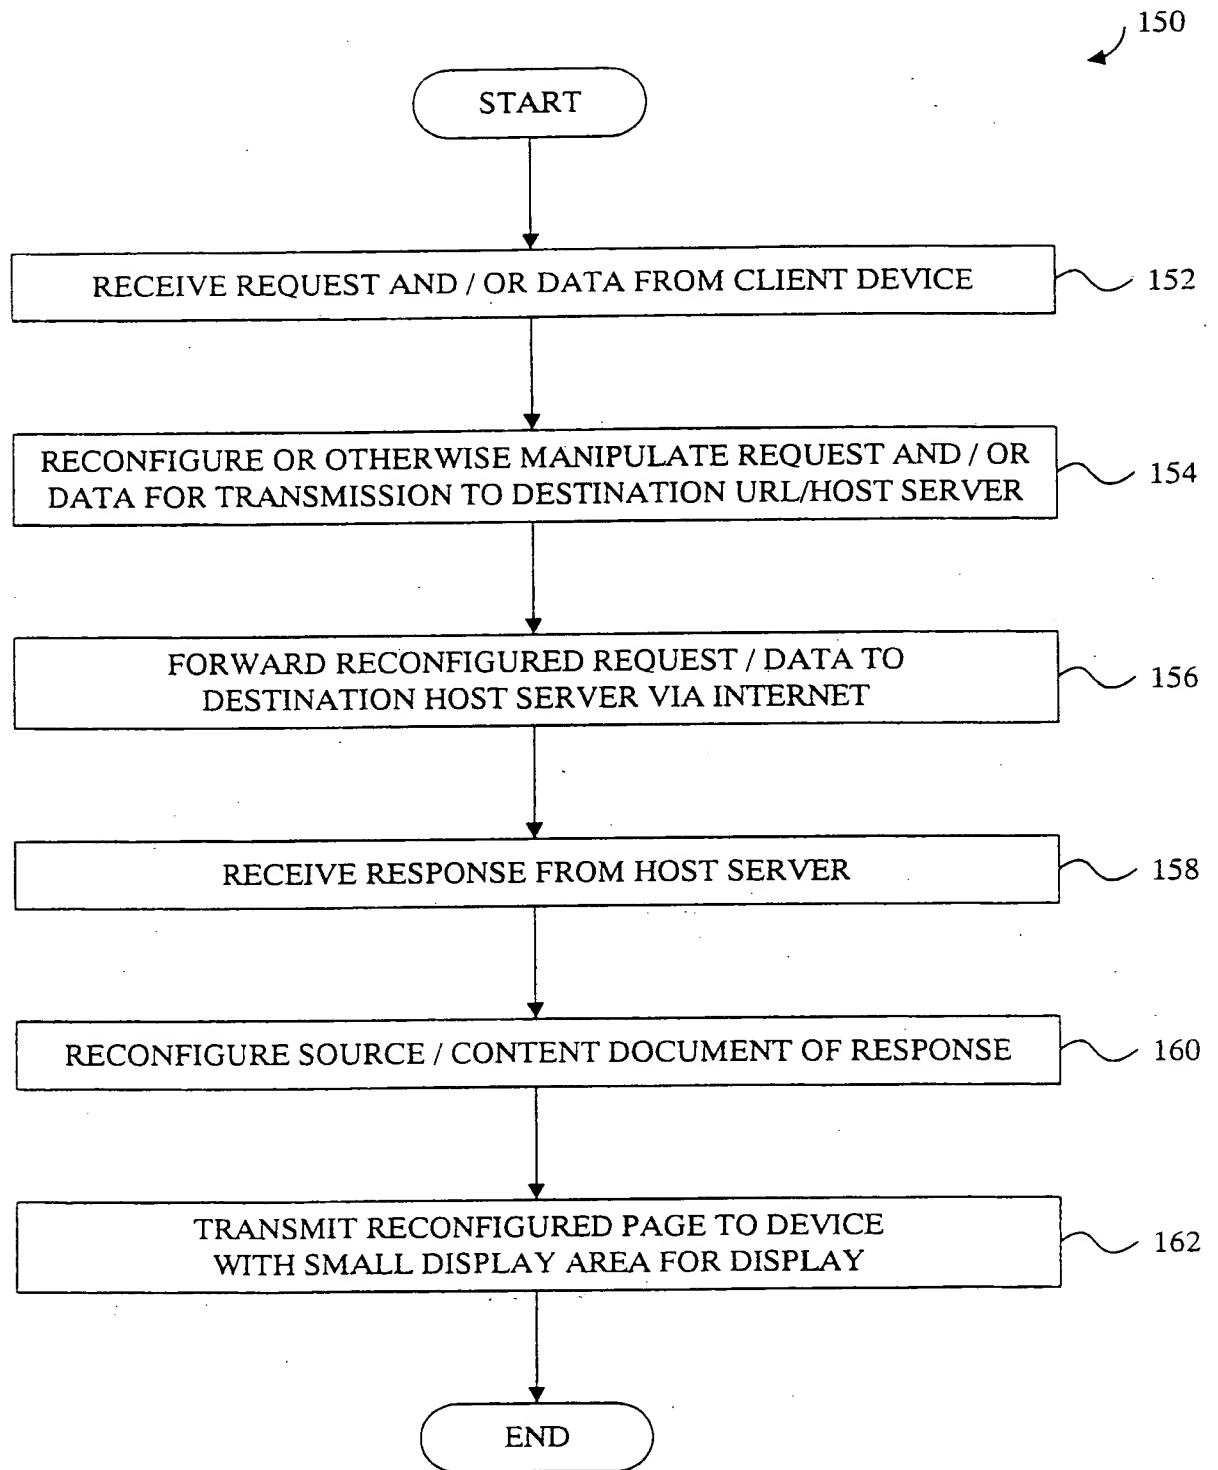 150
START
RECEIVE REQUEST AND / OR DATA FROM CLIENT DEVICE
152
RECONFIGURE OR OTHERWISE MANIPULATE REQUEST AND / OR
DATA FOR TRANSMISSION TO DESTINATION URL/HOST SERVER
154
FORWARD RECONFIGURED REQUEST / DATA TO
DESTINATION HOST SERVER VIA INTERNET
156
RECEIVE RESPONSE FROM HOST SERVER
158
RECONFIGURE SOURCE / CONTENT DOCUMENT OF RESPONSE
160
TRANSMIT RECONFIGURED PAGE TO DEVICE
WITH SMALL DISPLAY AREA FOR DISPLAY
162
END